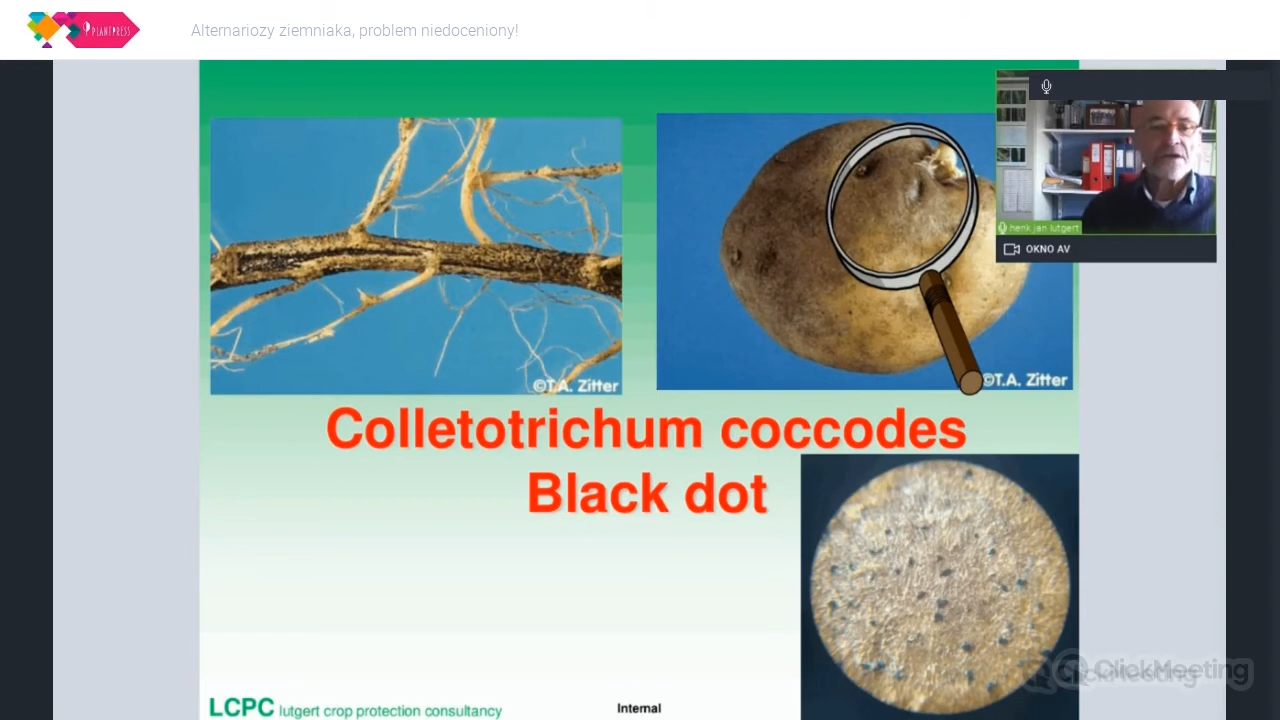 PLANTPRESS
Alternariozy ziemniaka, problem niedoceniony!
henk jan lutgert
OKNO AV
©T.A. Zitter
©T.A. Zitter
Colletotrichum coccodes
Black dot
ClickMeeting
LCPC lutgert crop protection consultancy
Internal